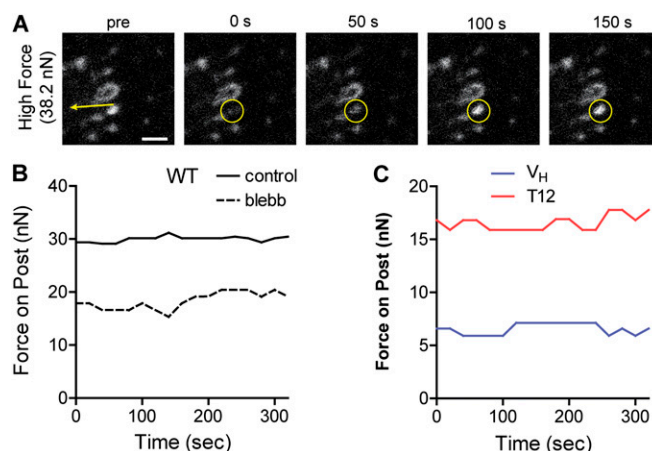 A
pre
0 s
50 s
100 s
150 s
High Force
(38.2 nN)
B
WT
control
blebb
Force on Post (nN)
40
30
20
10
0
0
100
200
300
Time (sec)
C
V_H
T12
Force on Post (nN)
20
15
10
5
0
0
100
200
300
Time (sec)